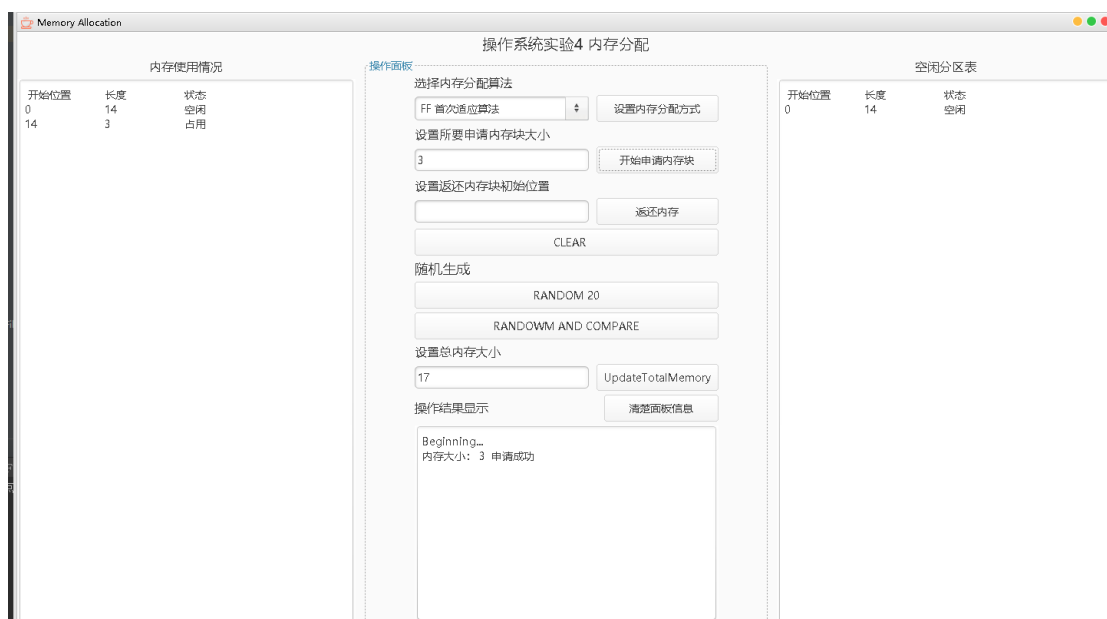 Memory Allocation
操作系统实验4 内存分配
内存使用情况
开始位置 长度 状态
0 14 空闲
14 3 占用
操作面板
选择内存分配算法
FF 首次适应算法 设置内存分配方式
设置所要申请内存块大小
3 开始申请内存块
设置返还内存块初始位置
返还内存
CLEAR
随机生成
RANDOM 20
RANDOWM AND COMPARE
设置总内存大小
17 UpdateTotalMemory
操作结果显示 清楚面板信息
Beginning...
内存大小: 3 申请成功
空闲分区表
开始位置 长度 状态
0 14 空闲